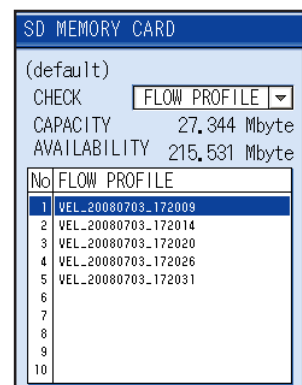 SD MEMORY CARD
(default)
CHECK FLOW PROFILE
CAPACITY 27.344 Mbyte
AVAILABILITY 215.531 Mbyte
No FLOW PROFILE
1 VEL_20080703_172009
2 VEL_20080703_172014
3 VEL_20080703_172020
4 VEL_20080703_172026
5 VEL_20080703_172031
6
7
8
9
10